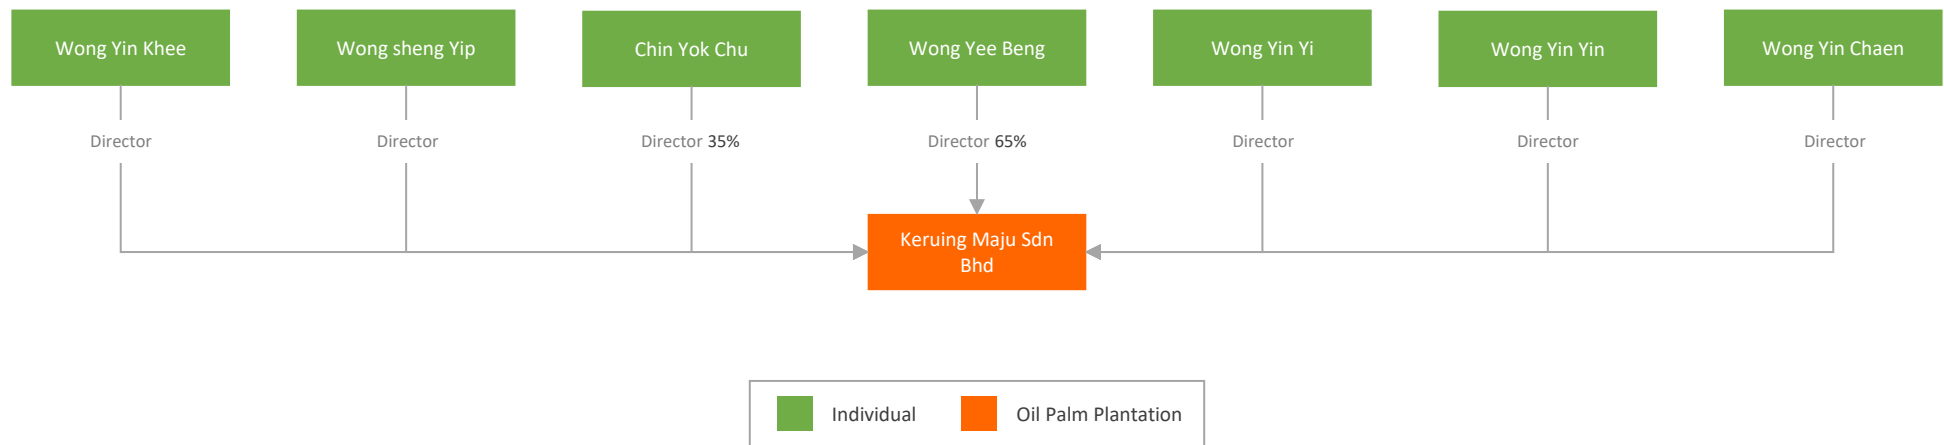 Wong Yin Khee
Wong sheng Yip
Chin Yok Chu
Wong Yee Beng
Wong Yin Yi
Wong Yin Yin
Wong Yin Chaen
Director
Director
Director 35%
Director 65%
Director
Director
Director
Keruing Maju Sdn
Bhd
Individual
Oil Palm Plantation